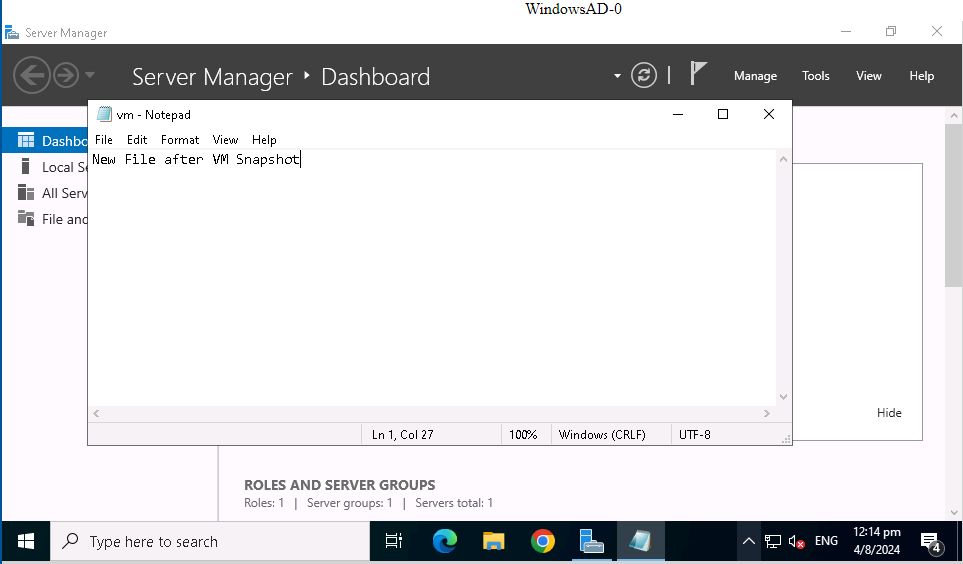 WindowsAD-0
Server Manager
Server Manager • Dashboard
Manage Tools View Help
vm - Notepad
File Edit Format View Help
New File after VM Snapshot
Dashbo
Local Se
All Serv
File and
Hide
Ln 1, Col 27 100% Windows (CRLF) UTF-8
ROLES AND SERVER GROUPS
Roles: 1 | Server groups: 1 | Servers total: 1
Type here to search
ENG
12:14 pm
4/8/2024
4